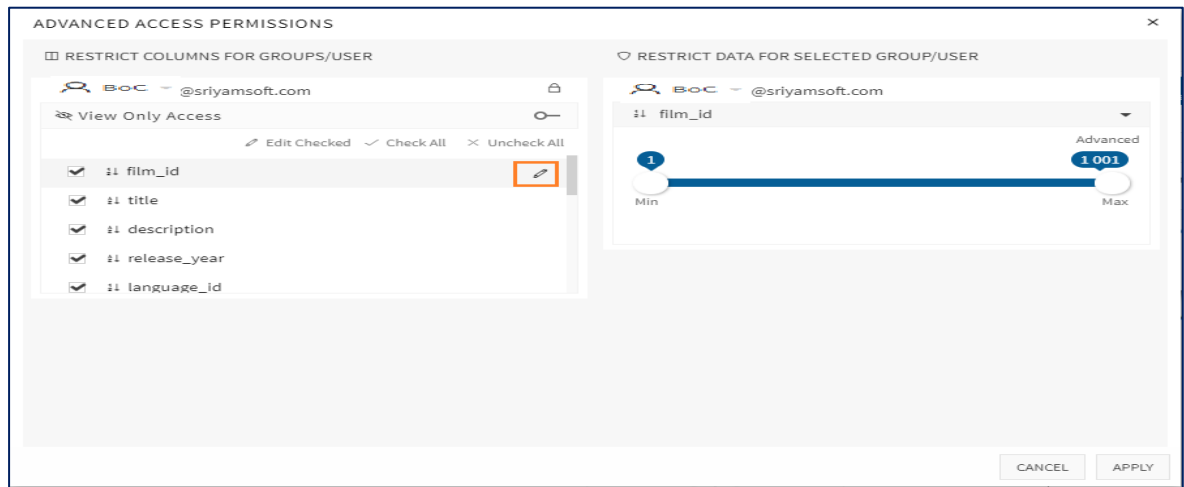 ADVANCED ACCESS PERMISSIONS
RESTRICT COLUMNS FOR GROUPS/USER
BoC @sriyamsoft.com
View Only Access
Edit Checked Check All Uncheck All
film_id
title
description
release_year
language_id
RESTRICT DATA FOR SELECTED GROUP/USER
BoC @sriyamsoft.com
film_id
Advanced
1 1 001
Min Max
CANCEL APPLY